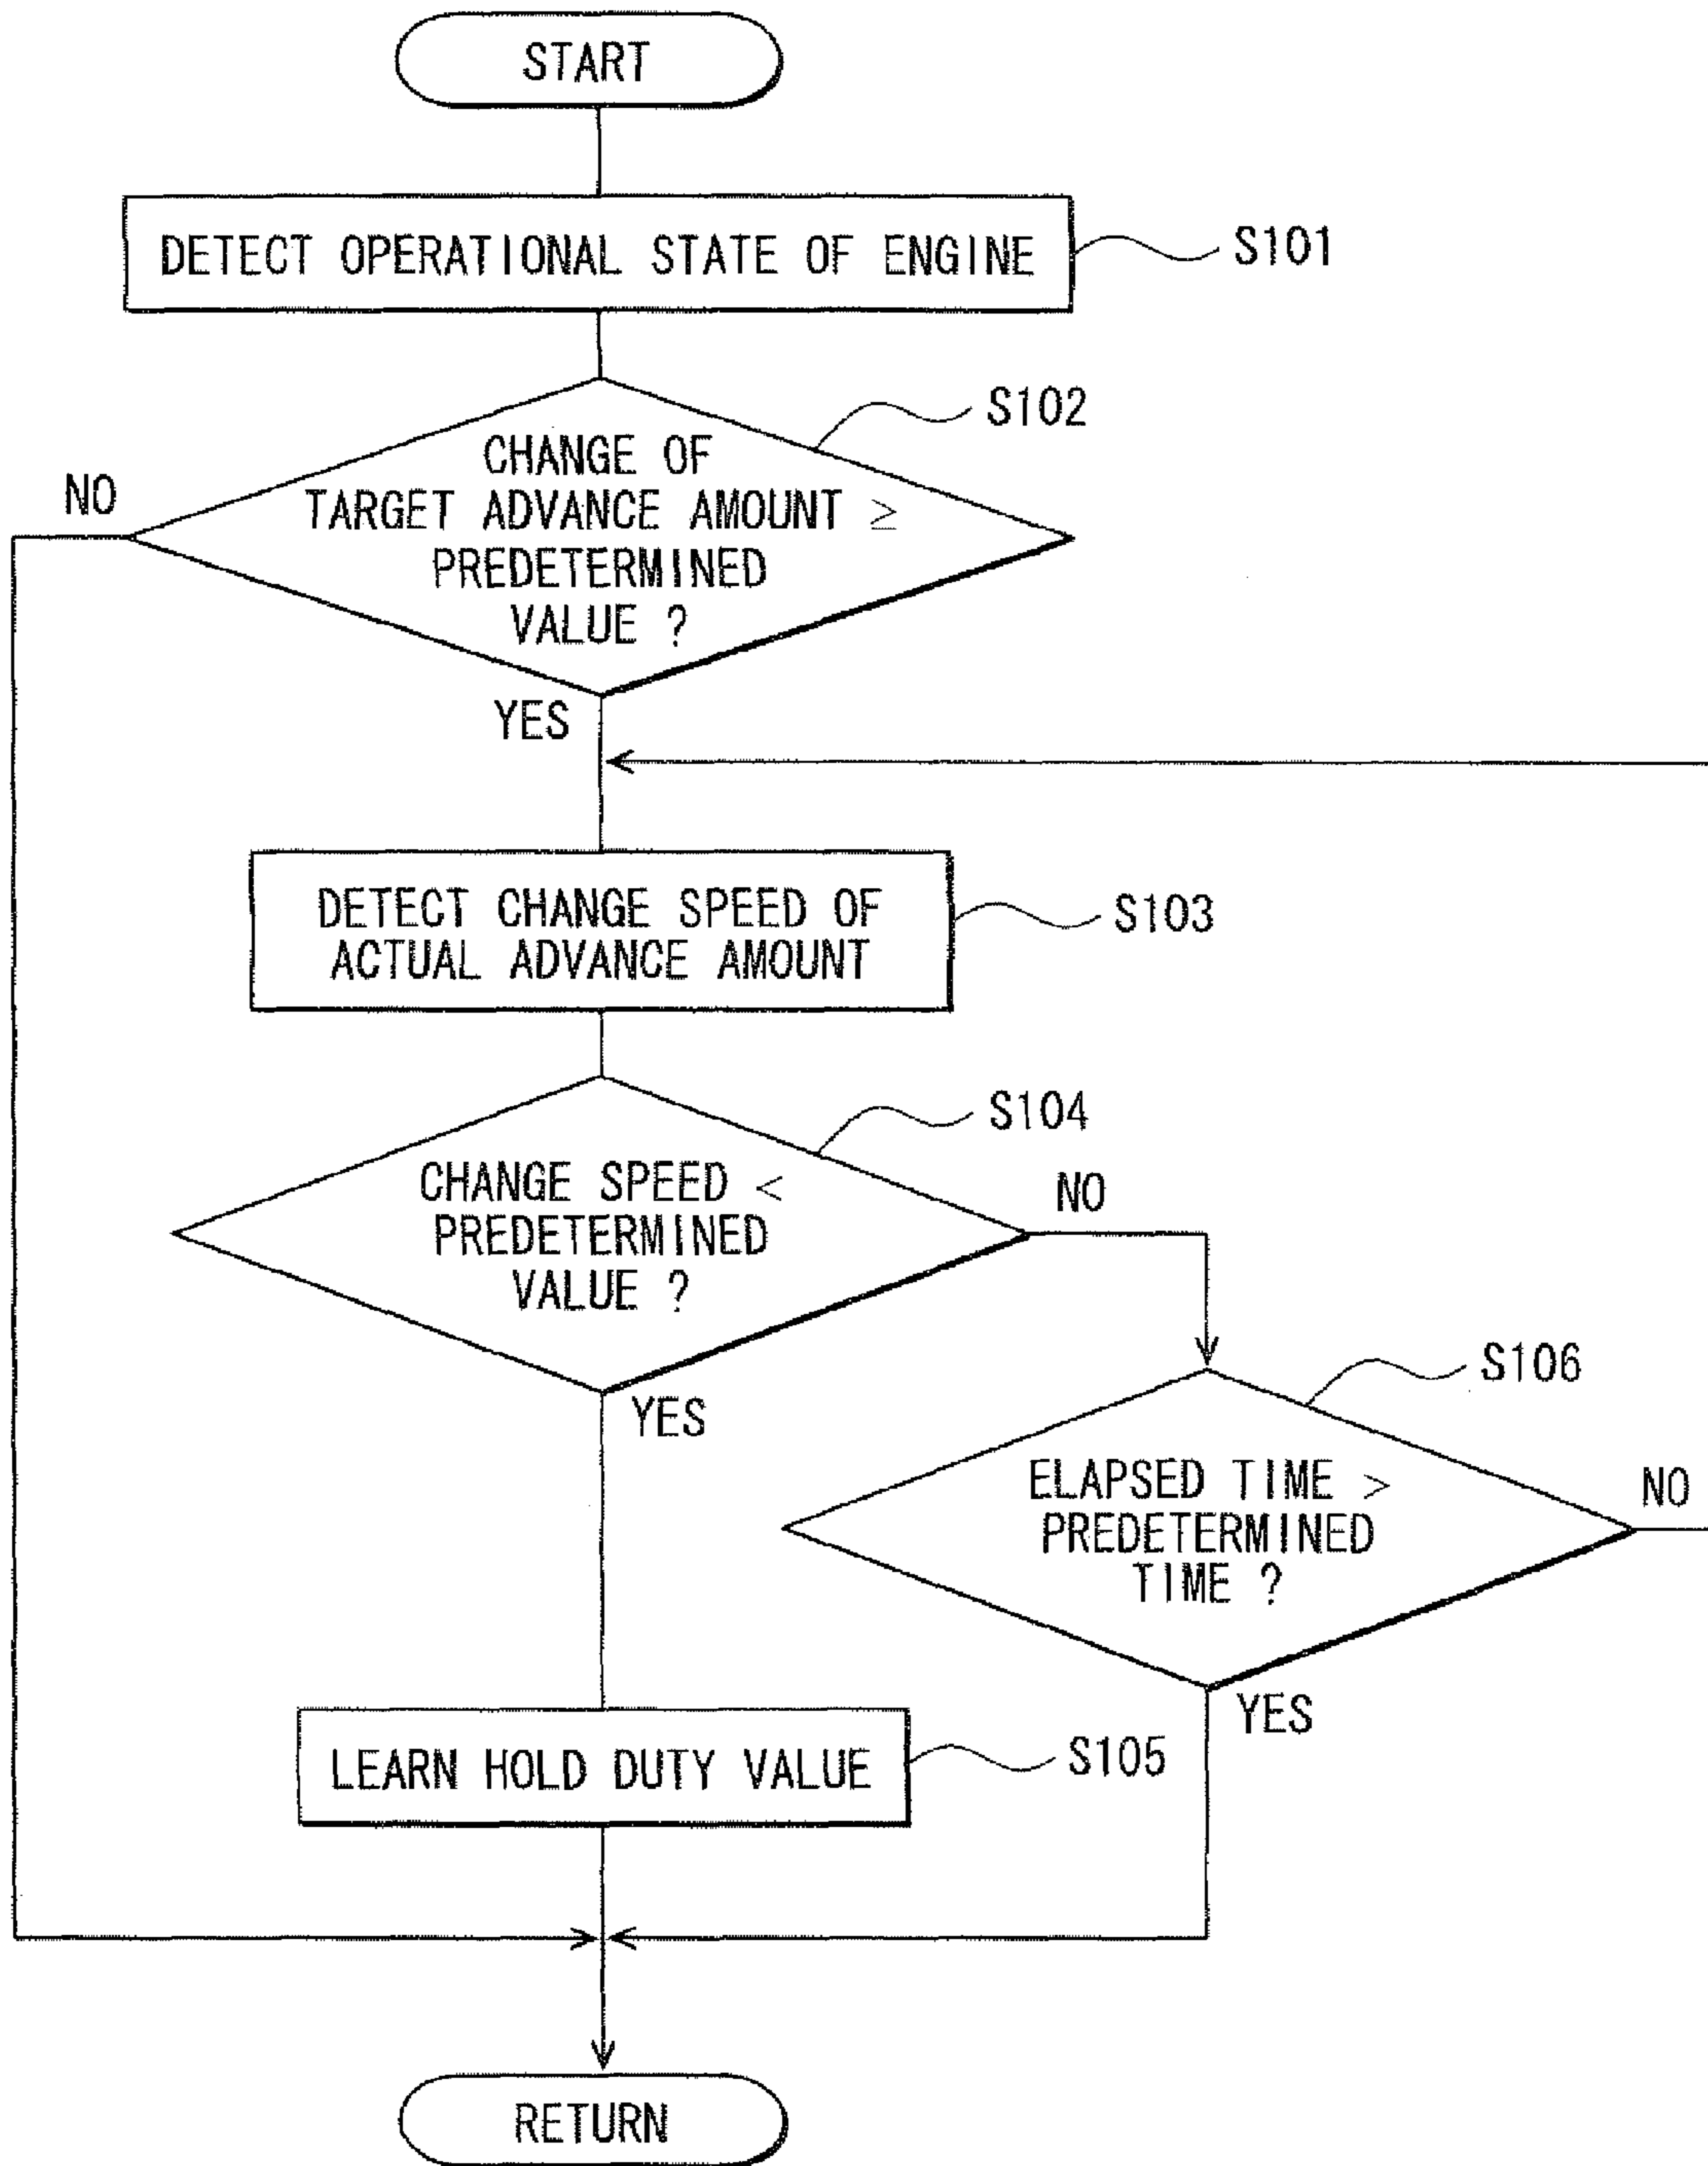 START
DETECT OPERATIONAL STATE OF ENGINE
S101
S102
CHANGE OF
TARGET ADVANCE AMOUNT ≥
PREDETERMINED
VALUE ?
NO
YES
DETECT CHANGE SPEED OF
ACTUAL ADVANCE AMOUNT
S103
S104
CHANGE SPEED <
PREDETERMINED
VALUE ?
NO
YES
S106
ELAPSED TIME >
PREDETERMINED
TIME ?
NO
YES
LEARN HOLD DUTY VALUE
S105
RETURN